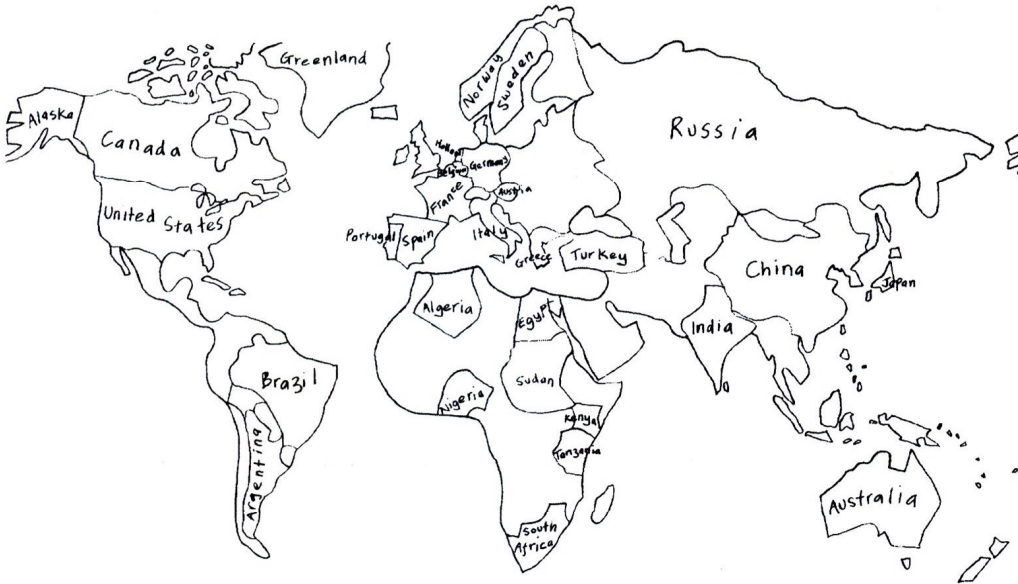 Greenland
Alaska
Canada
United States
Norway
Sweden
Russia
Holland
Belgium
Germany
France
Austria
Portugal
Spain
Italy
Greece
Turkey
China
Japan
India
Algeria
Egypt
Sudan
Nigeria
Kenya
Tanzania
South
Africa
Brazil
Argentina
Australia